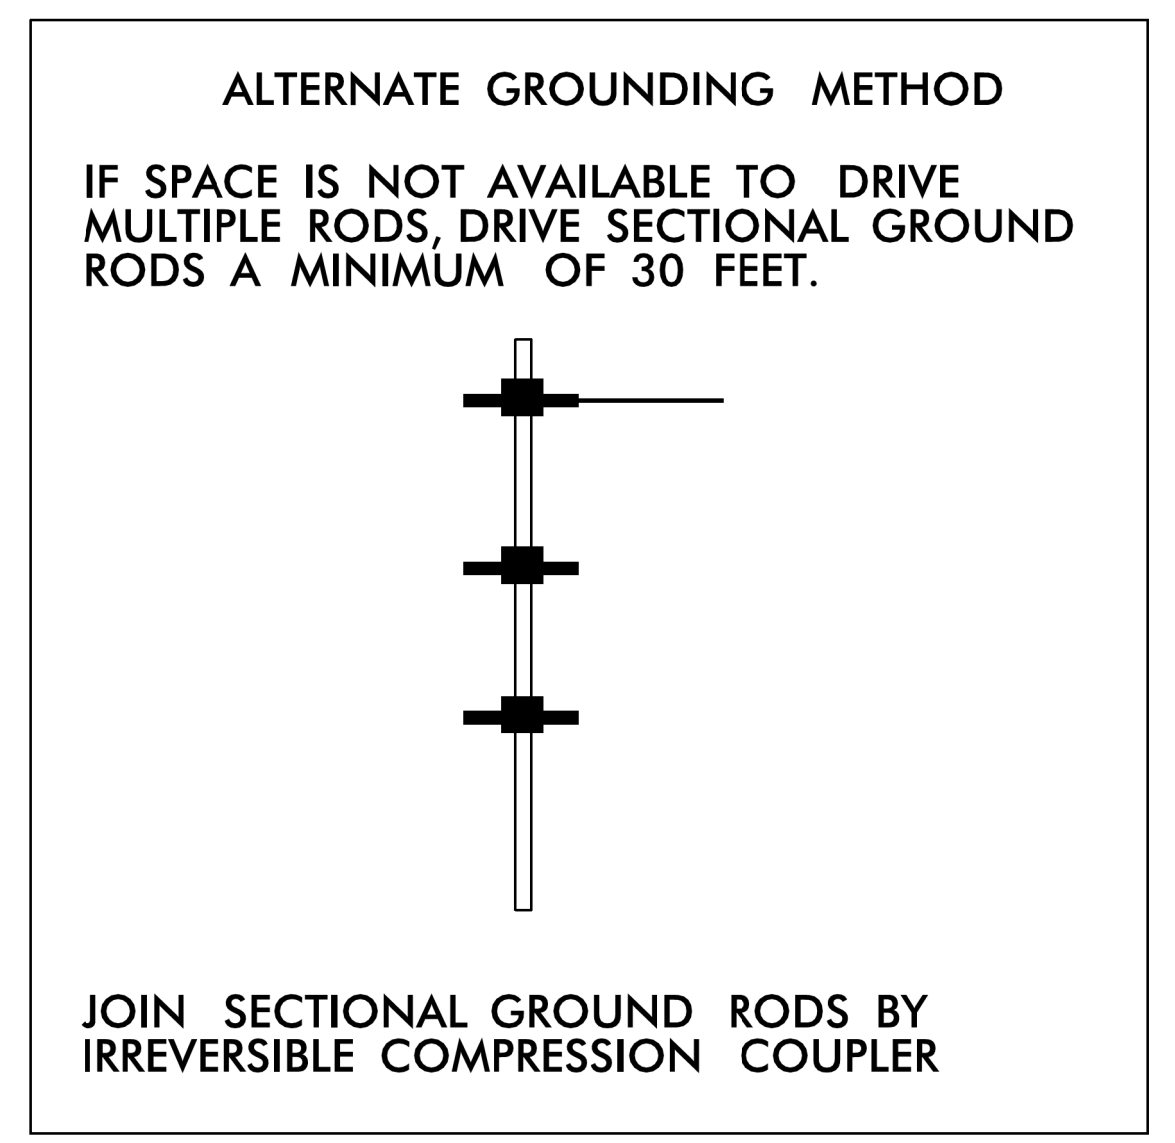 ALTERNATE GROUNDING METHOD
IF SPACE IS NOT AVAILABLE TO DRIVE
MULTIPLE RODS, DRIVE SECTIONAL GROUND
RODS A MINIMUM OF 30 FEET.
JOIN SECTIONAL GROUND RODS BY
IRREVERSIBLE COMPRESSION COUPLER